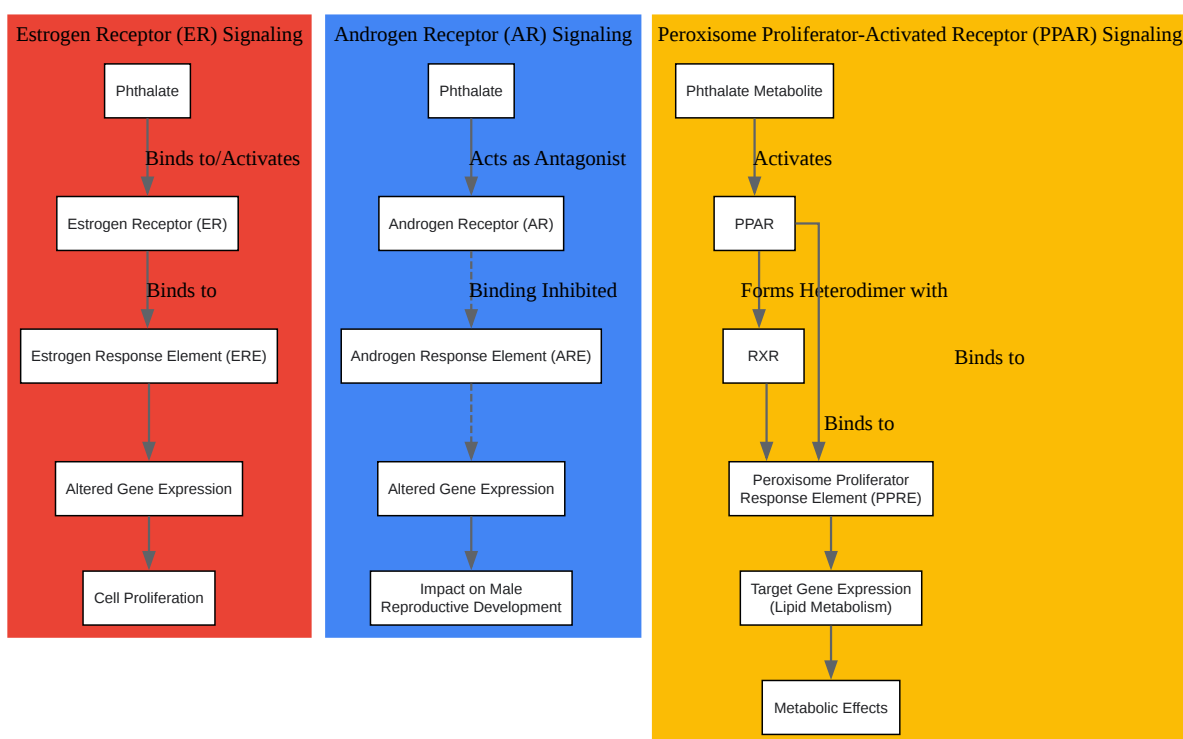 Estrogen Receptor (ER) Signaling
Phthalate
Binds to/Activates
Estrogen Receptor (ER)
Binds to
Estrogen Response Element (ERE)
Altered Gene Expression
Cell Proliferation
Androgen Receptor (AR) Signaling
Phthalate
Acts as Antagonist
Androgen Receptor (AR)
Binding Inhibited
Androgen Response Element (ARE)
Altered Gene Expression
Impact on Male
Reproductive Development
Peroxisome Proliferator-Activated Receptor (PPAR) Signaling
Phthalate Metabolite
Activates
PPAR
Forms Heterodimer with
RXR
Binds to
Binds to
Peroxisome Proliferator
Response Element (PPRE)
Target Gene Expression
(Lipid Metabolism)
Metabolic Effects